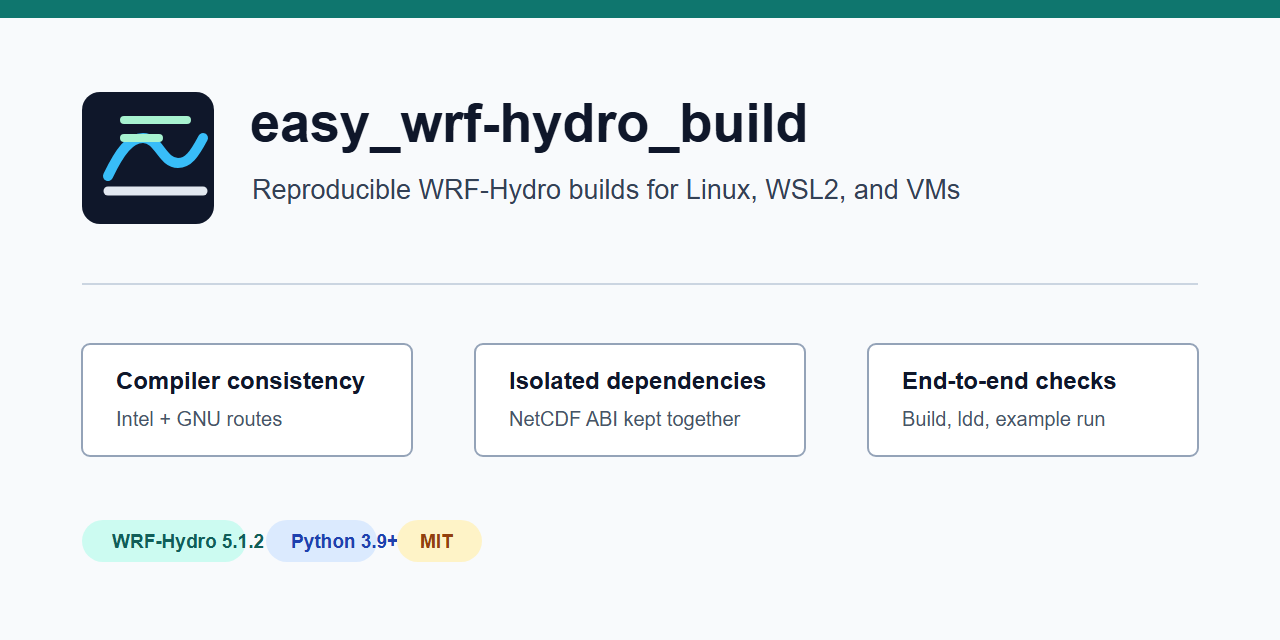 easy_wrf-hydro_build
Reproducible WRF-Hydro builds for Linux, WSL2, and VMs
Compiler consistency
Intel + GNU routes
Isolated dependencies
NetCDF ABI kept together
End-to-end checks
Build, ldd, example run
WRF-Hydro 5.1.2
Python 3.9+
MIT